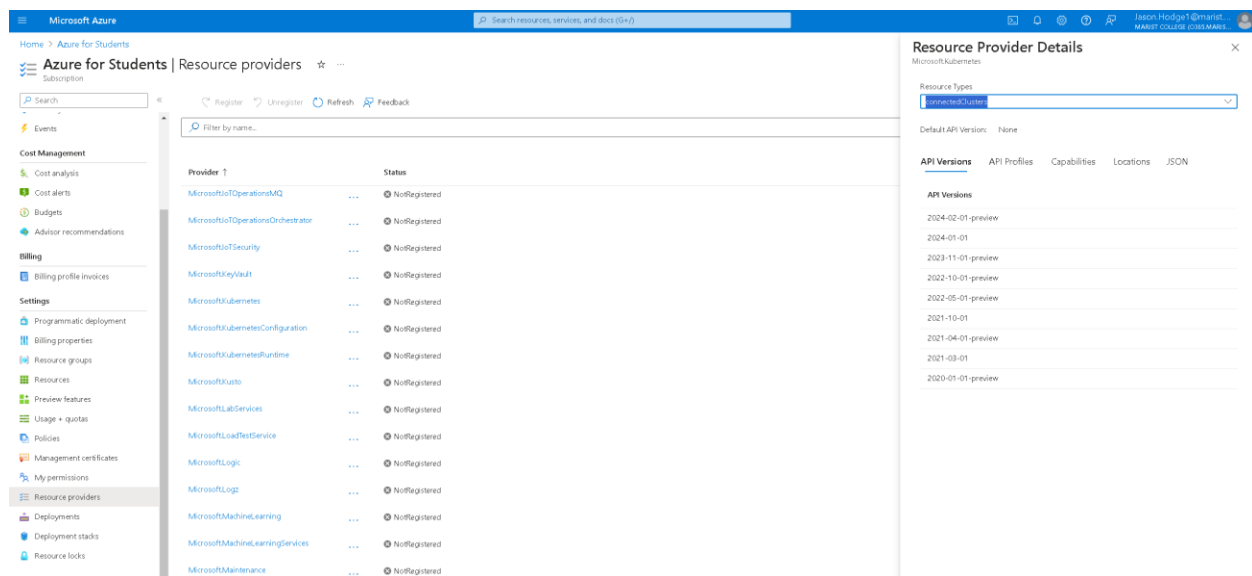 Microsoft Azure
Search resources, services, and docs (G+/)
Jason.Hodge1@marist...
MARIST COLLEGE (O365.MARIS...
Home > Azure for Students
Azure for Students | Resource providers
Subscription
Search
Events
Cost Management
Cost analysis
Cost alerts
Budgets
Advisor recommendations
Billing
Billing profile invoices
Settings
Programmatic deployment
Billing properties
Resource groups
Resources
Preview features
Usage + quotas
Policies
Management certificates
My permissions
Resource providers
Deployments
Deployment stacks
Resource locks
Register Unregister Refresh Feedback
Filter by name...
Provider ↑ Status
Microsoft.IoTOperationsMQ ... NotRegistered
Microsoft.IoTOperationsOrchestrator ... NotRegistered
Microsoft.IoTSecurity ... NotRegistered
Microsoft.KeyVault ... NotRegistered
Microsoft.Kubernetes ... NotRegistered
Microsoft.KubernetesConfiguration ... NotRegistered
Microsoft.KubernetesRuntime ... NotRegistered
Microsoft.Kusto ... NotRegistered
Microsoft.LabServices ... NotRegistered
Microsoft.LoadTestService ... NotRegistered
Microsoft.Logic ... NotRegistered
Microsoft.Logz ... NotRegistered
Microsoft.MachineLearning ... NotRegistered
Microsoft.MachineLearningServices ... NotRegistered
Microsoft.Maintenance ... NotRegistered
Resource Provider Details
Microsoft.Kubernetes
Resource Types
connectedClusters
Default API Version: None
API Versions API Profiles Capabilities Locations JSON
API Versions
2024-02-01-preview
2024-01-01
2023-11-01-preview
2022-10-01-preview
2022-05-01-preview
2021-10-01
2021-04-01-preview
2021-03-01
2020-01-01-preview